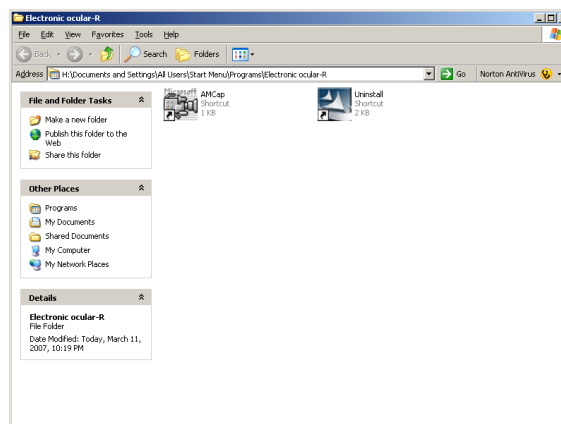 Electronic ocular-R
File Edit View Favorites Tools Help
Back Search Folders
Address H:\Documents and Settings\All Users\Start Menu\Programs\Electronic ocular-R Go Norton AntiVirus
File and Folder Tasks
Make a new folder
Publish this folder to the
Web
Share this folder
Other Places
Programs
My Documents
Shared Documents
My Computer
My Network Places
Details
Electronic ocular-R
File Folder
Date Modified: Today, March 11,
2007, 10:19 PM
Microsoft
AMCap
Shortcut
1 KB
Uninstall
Shortcut
2 KB